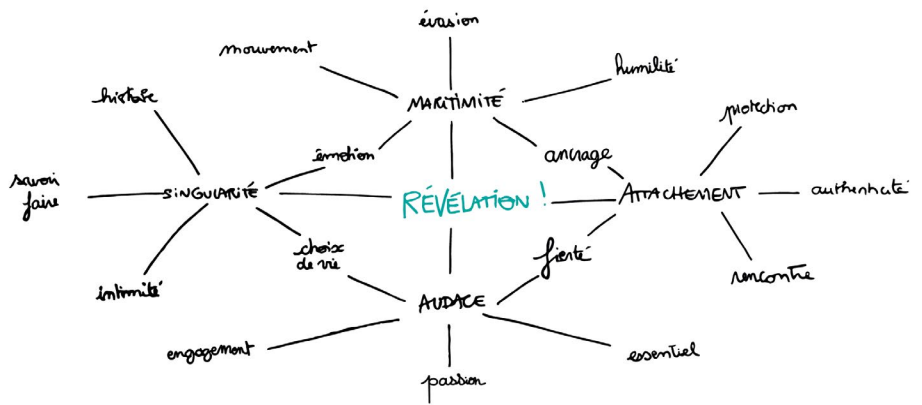 évasion
mouvement
humilité
MARITIMITÉ
histoire
protection
émotion
ancrage
savoir
faire
SINGULARITÉ
RÉVÉLATION !
ATTACHEMENT
authenticité
choix
de vie
fierté
rencontre
intimité
AUDACE
engagement
essentiel
passion